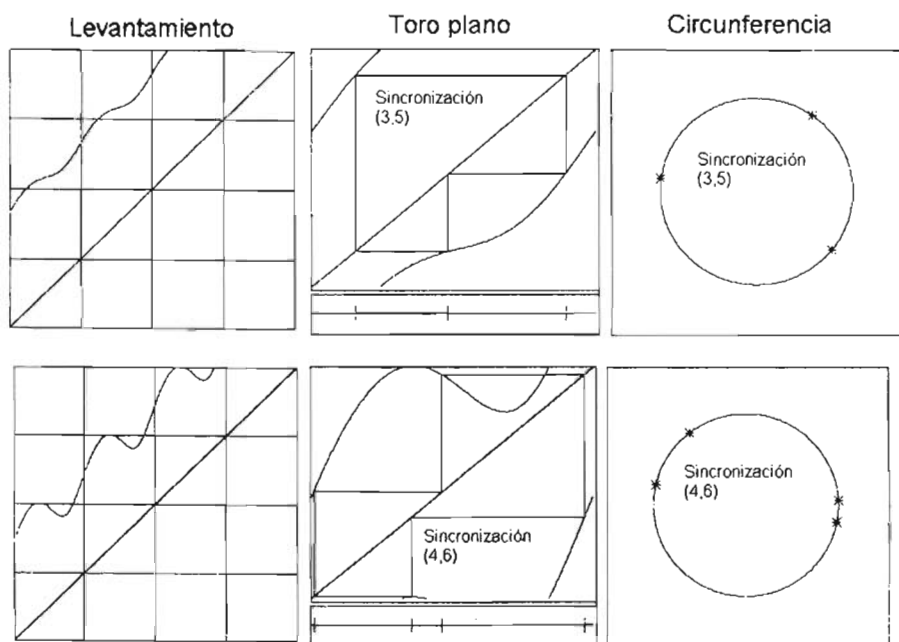 Levantamiento
Toro plano
Circunferencia
Sincronización
(3,5)
Sincronización
(3,5)
Sincronización
(4,6)
Sincronización
(4,6)